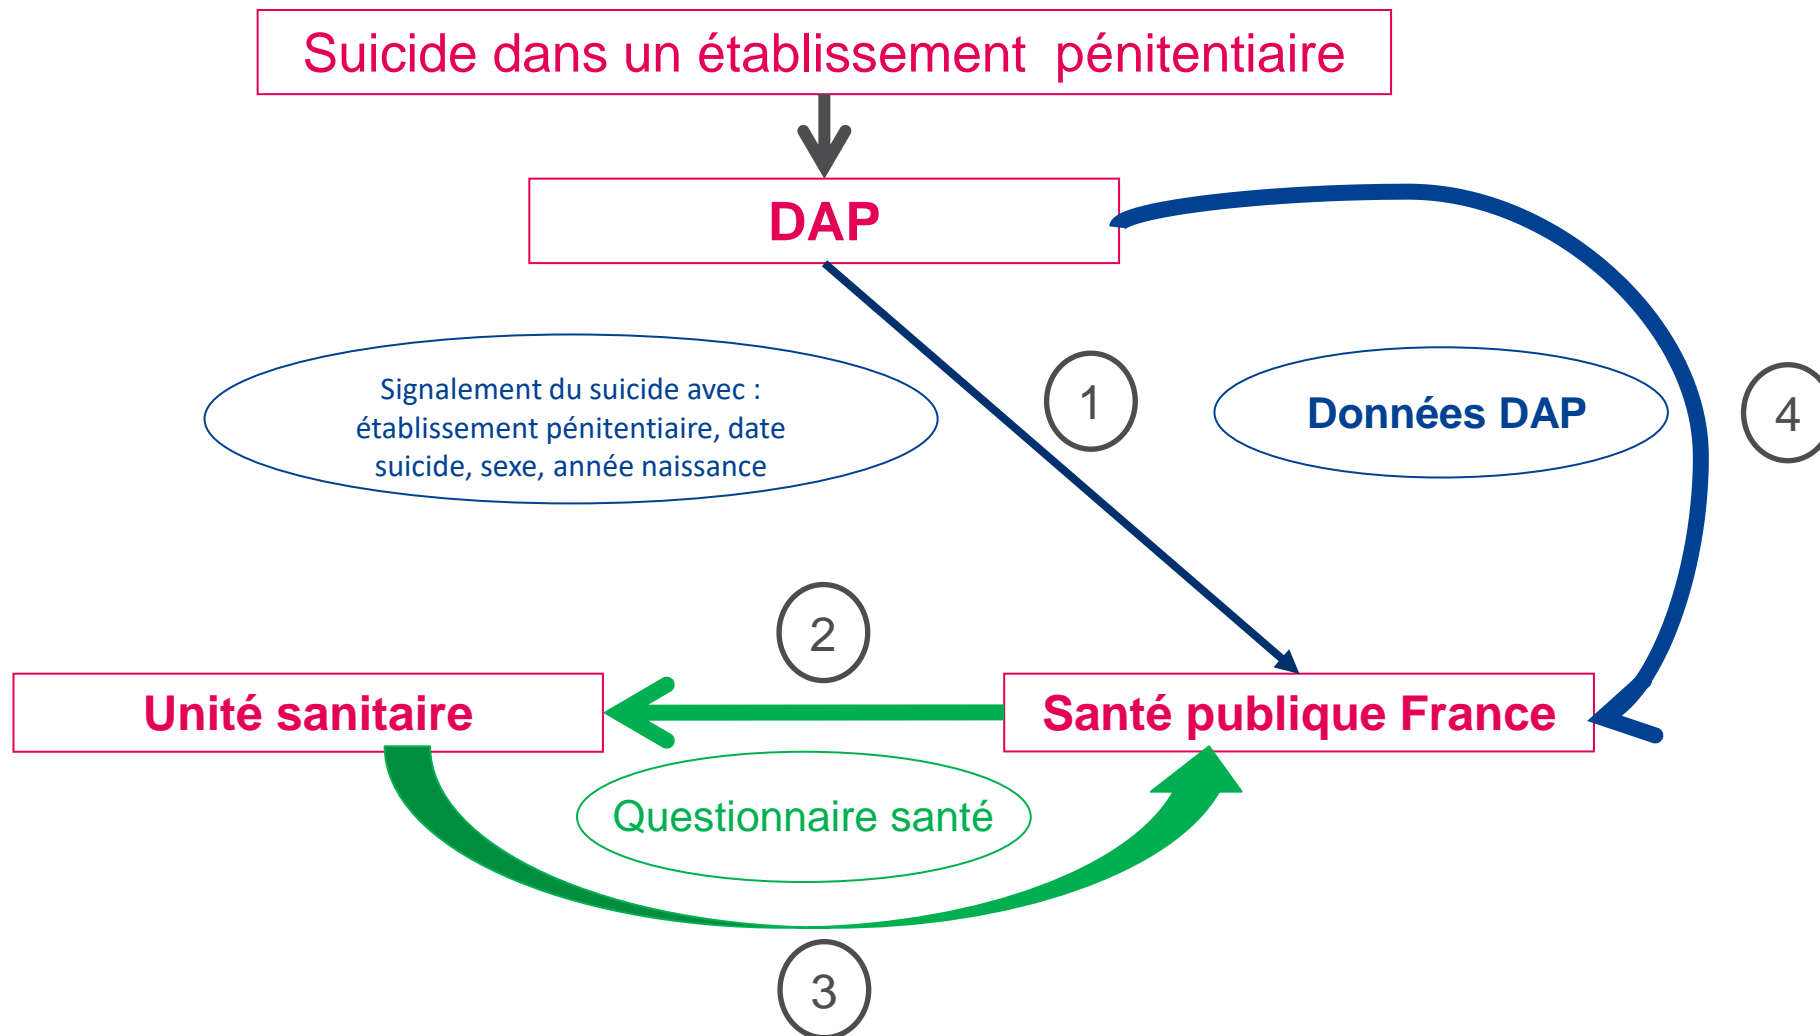 Suicide dans un établissement  pénitentiaire
DAP
Signalement du suicide avec :
établissement pénitentiaire, date
suicide, sexe, année naissance
1
Données DAP
4
2
Unité sanitaire
Santé publique France
Questionnaire santé
3